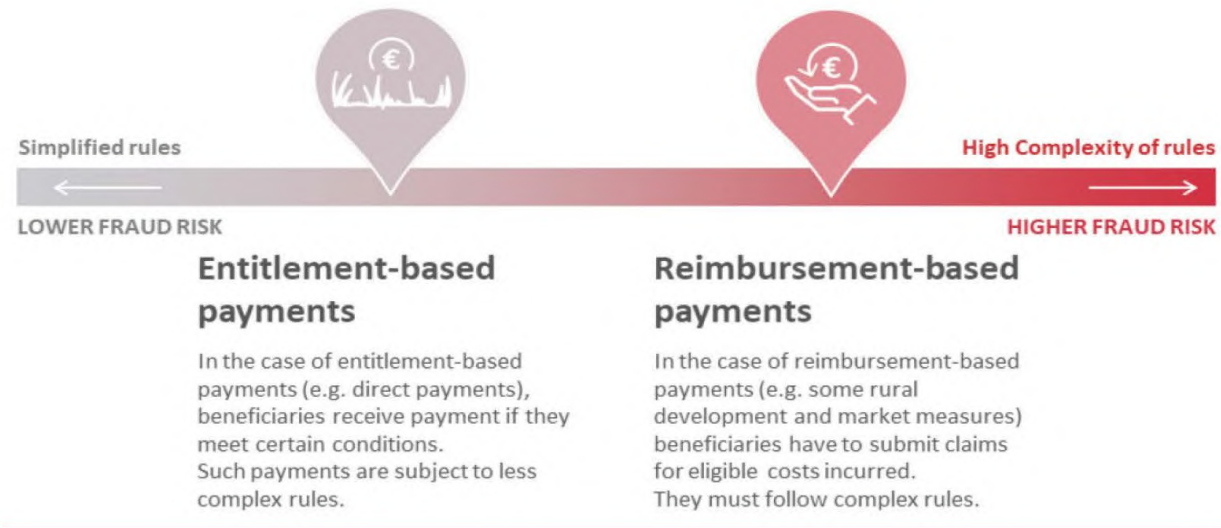 €
€
Simplified rules
High Complexity of rules
LOWER FRAUD RISK
HIGHER FRAUD RISK
Entitlement-based
payments
In the case of entitlement-based
payments (e.g. direct payments),
beneficiaries receive payment if they
meet certain conditions.
Such payments are subject to less
complex rules.
Reimbursement-based
payments
In the case of reimbursement-based
payments (e.g. some rural
development and market measures)
beneficiaries have to submit claims
for eligible costs incurred.
They must follow complex rules.